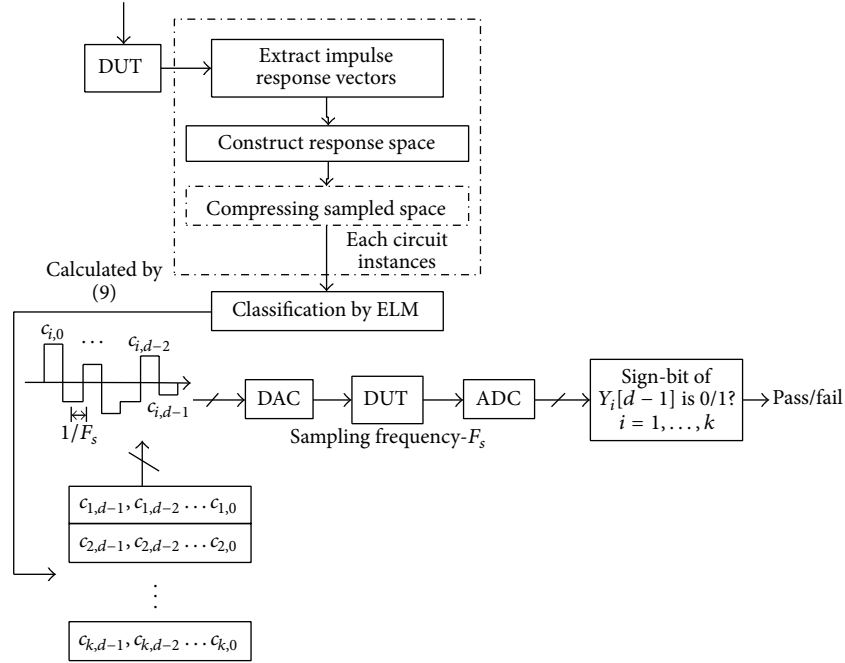 DUT
Extract impulse
response vectors
Construct response space
Compressing sampled space
Each circuit
instances
Calculated by
(9)
Classification by ELM
c_{i,0}
...
c_{i,d−2}
c_{i,d−1}
1/F_s
DAC
DUT
ADC
Sampling frequency-F_s
Sign-bit of
Y_i[d − 1] is 0/1?
i = 1, . . . , k
Pass/fail
c_{1,d−1}, c_{1,d−2} . . . c_{1,0}
c_{2,d−1}, c_{2,d−2} . . . c_{2,0}
⋮
c_{k,d−1}, c_{k,d−2} . . . c_{k,0}